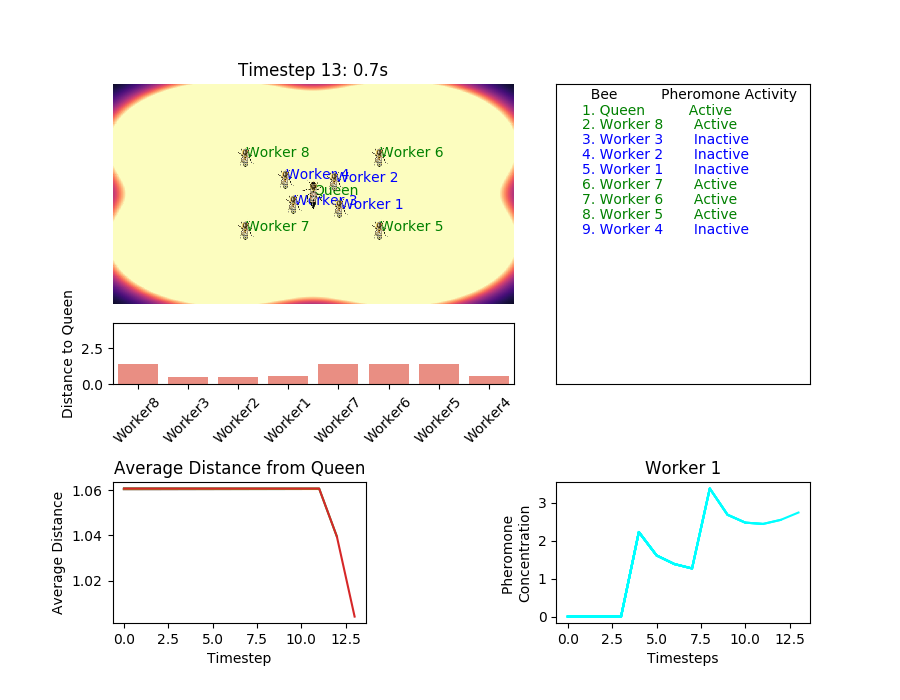 Timestep 13: 0.7s
Worker 8
Worker 6
Worker 4
Worker 2
Queen
Worker 3
Worker 1
Worker 7
Worker 5
Bee Pheromone Activity
1. Queen Active
2. Worker 8 Active
3. Worker 3 Inactive
4. Worker 2 Inactive
5. Worker 1 Inactive
6. Worker 7 Active
7. Worker 6 Active
8. Worker 5 Active
9. Worker 4 Inactive
Distance to Queen
2.5
0.0
Worker8 Worker3 Worker2 Worker1 Worker7 Worker6 Worker5 Worker4
Average Distance from Queen
Average Distance
1.06
1.04
1.02
0.0 2.5 5.0 7.5 10.0 12.5
Timestep
Worker 1
Pheromone
Concentration
3
2
1
0
0.0 2.5 5.0 7.5 10.0 12.5
Timesteps